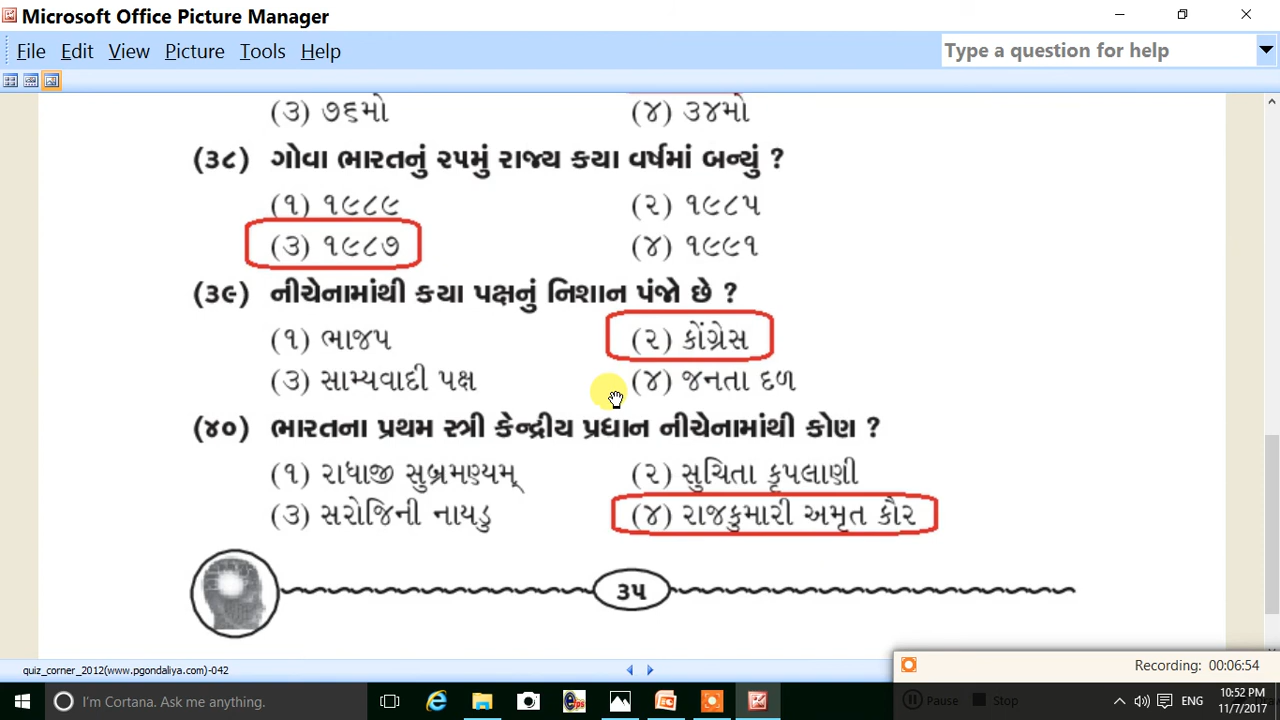 Microsoft Office Picture Manager
File Edit View Picture Tools Help
Type a question for help
(૩) ૭૬મો (૪) ૩૪મો
(૩૮) ગોવા ભારતનું ૨૫મું રાજ્ય કયા વર્ષમાં બન્યું ?
(૧) ૧૯૮૯ (૨) ૧૯૮૫
(૩) ૧૯૮૭ (૪) ૧૯૯૧
(૩૯) નીચેનામાંથી કયા પક્ષનું નિશાન પંજો છે ?
(૧) ભાજપ (૨) કોંગ્રેસ
(૩) સામ્યવાદી પક્ષ (૪) જનતા દળ
(૪૦) ભારતના પ્રથમ સ્ત્રી કેન્દ્રીય પ્રધાન નીચેનામાંથી કોણ ?
(૧) રાધાજી સુબ્રમણ્યમ્ (૨) સુચિતા કૃપલાણી
(૩) સરોજિની નાયડુ (૪) રાજકુમારી અમૃત કૌર
૩૫
quiz_corner_2012(www.pgondaliya.com)-042
Recording: 00:06:54
I'm Cortana. Ask me anything.
Pause Stop
ENG
10:52 PM
11/7/2017